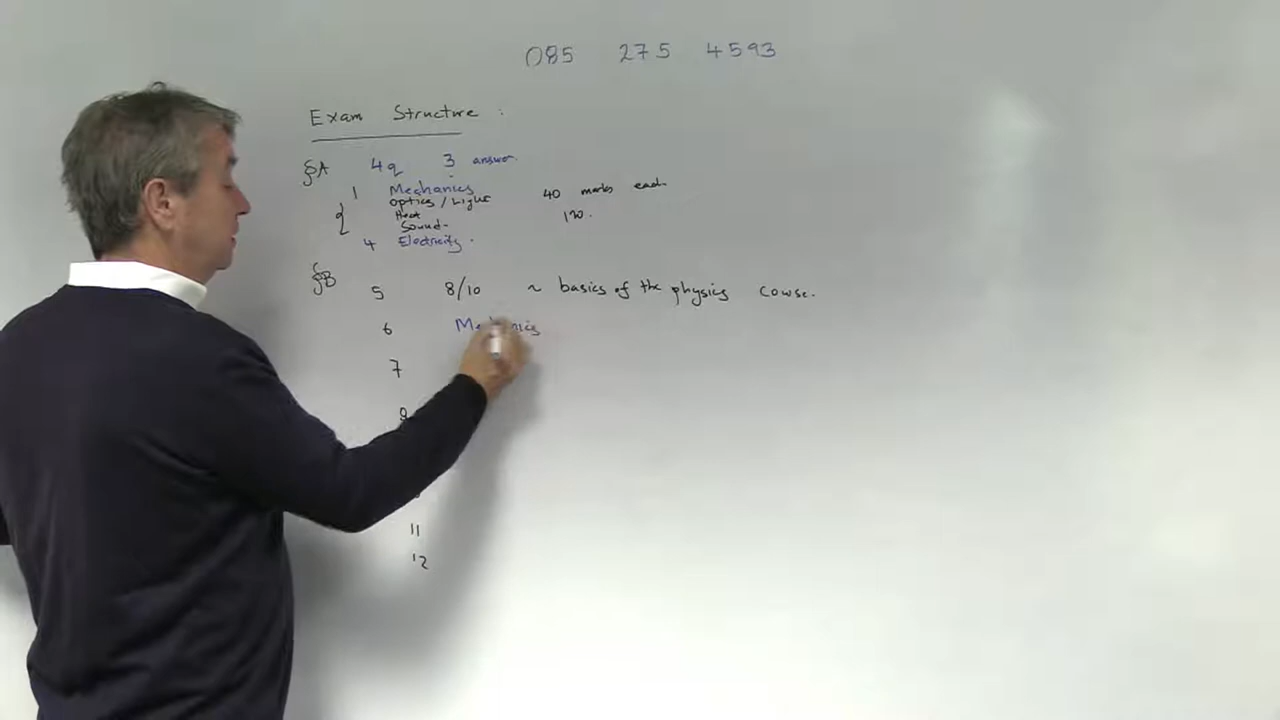 085 275 4593
Exam Structure :
§A 4q 3 answer.
1 Mechanics
Optics / Light 40 marks each
Heat 120.
Sound
4 Electricity.
§B
5 8/10 ~ basics of the physics course.
6 Mechanics
7
11
12